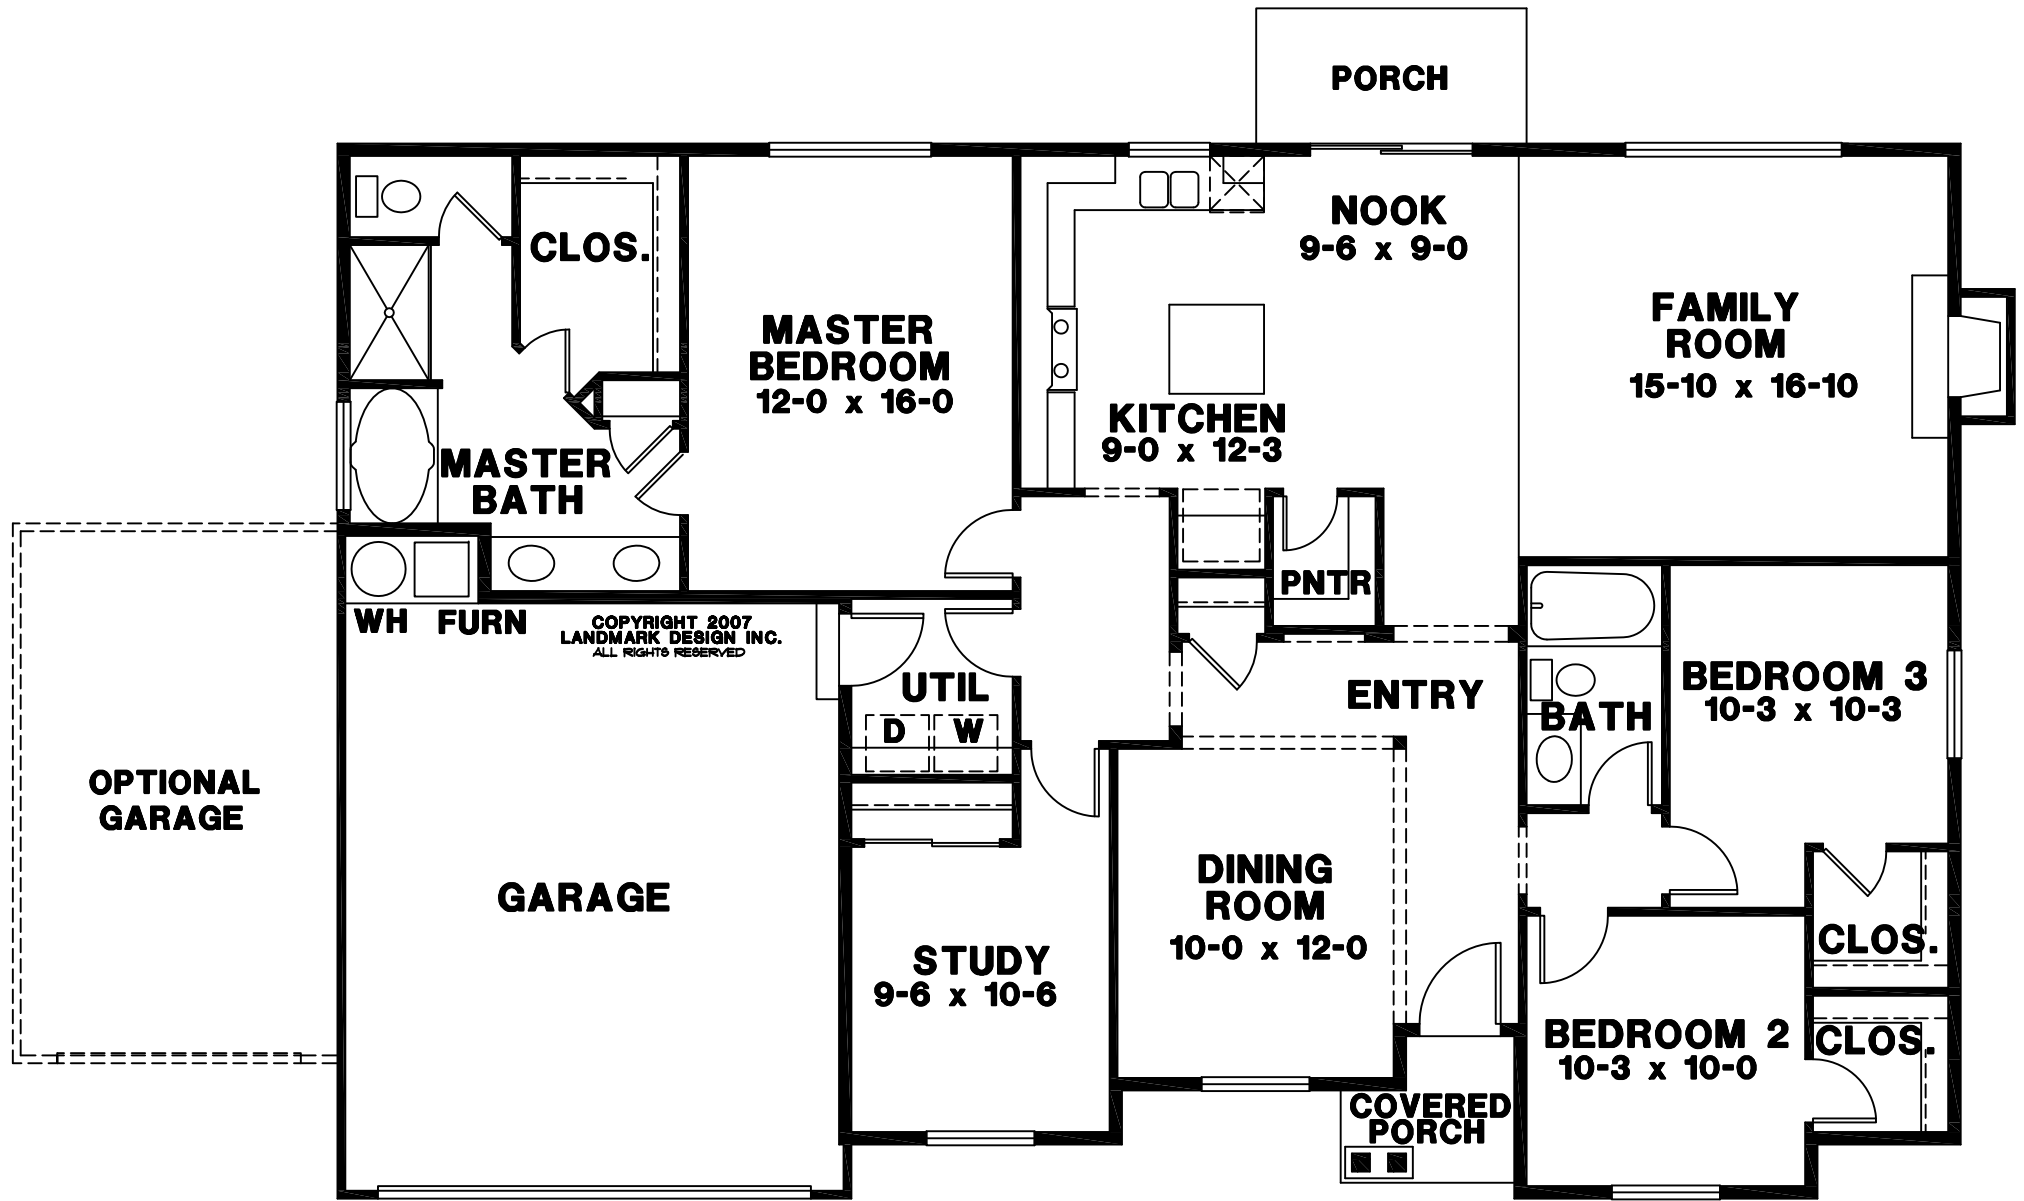 PORCH
NOOK
9-6 x 9-0
CLOS.
FAMILY
ROOM
15-10 x 16-10
MASTER
BEDROOM
12-0 x 16-0
KITCHEN
9-0 x 12-3
MASTER
BATH
PNTR
WH FURN
COPYRIGHT 2007
LANDMARK DESIGN INC.
ALL RIGHTS RESERVED
UTIL
D W
ENTRY
BATH
BEDROOM 3
10-3 x 10-3
OPTIONAL
GARAGE
GARAGE
DINING
ROOM
10-0 x 12-0
STUDY
9-6 x 10-6
CLOS.
BEDROOM 2
10-3 x 10-0
CLOS.
COVERED
PORCH